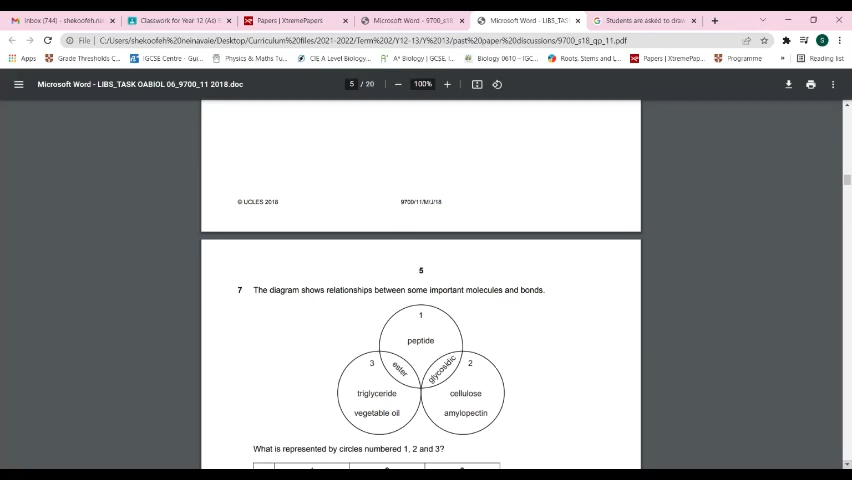 Inbox (744) - shekoofeh.nei
Classwork for Year 12 (As) B
Papers | XtremePapers
Microsoft Word - 9700_s18
Microsoft Word - LIBS_TAS
Students are asked to draw
C:/Users/shekoofeh%20neinavaie/Desktop/Curriculum%20files/2021-2022/Term%202/Y12-13/Y%2013/past%20paper%20discussions/9700_s18_qp_11.pdf
Apps Grade Thresholds C... IGCSE Centre - Gui... Physics & Maths Tu... CIE A Level Biology... A* Biology | GCSE, I... Biology 0610 – IGC... Roots, Stems and L... Papers | XtremePap... Programme » Reading list
Microsoft Word - LIBS_TASK OABIOL 06_9700_11 2018.doc 5 / 20 100%
© UCLES 2018 9700/11/M/J/18
5
7 The diagram shows relationships between some important molecules and bonds.
1
peptide
3 ester glycosidic 2
triglyceride cellulose
vegetable oil amylopectin
What is represented by circles numbered 1, 2 and 3?